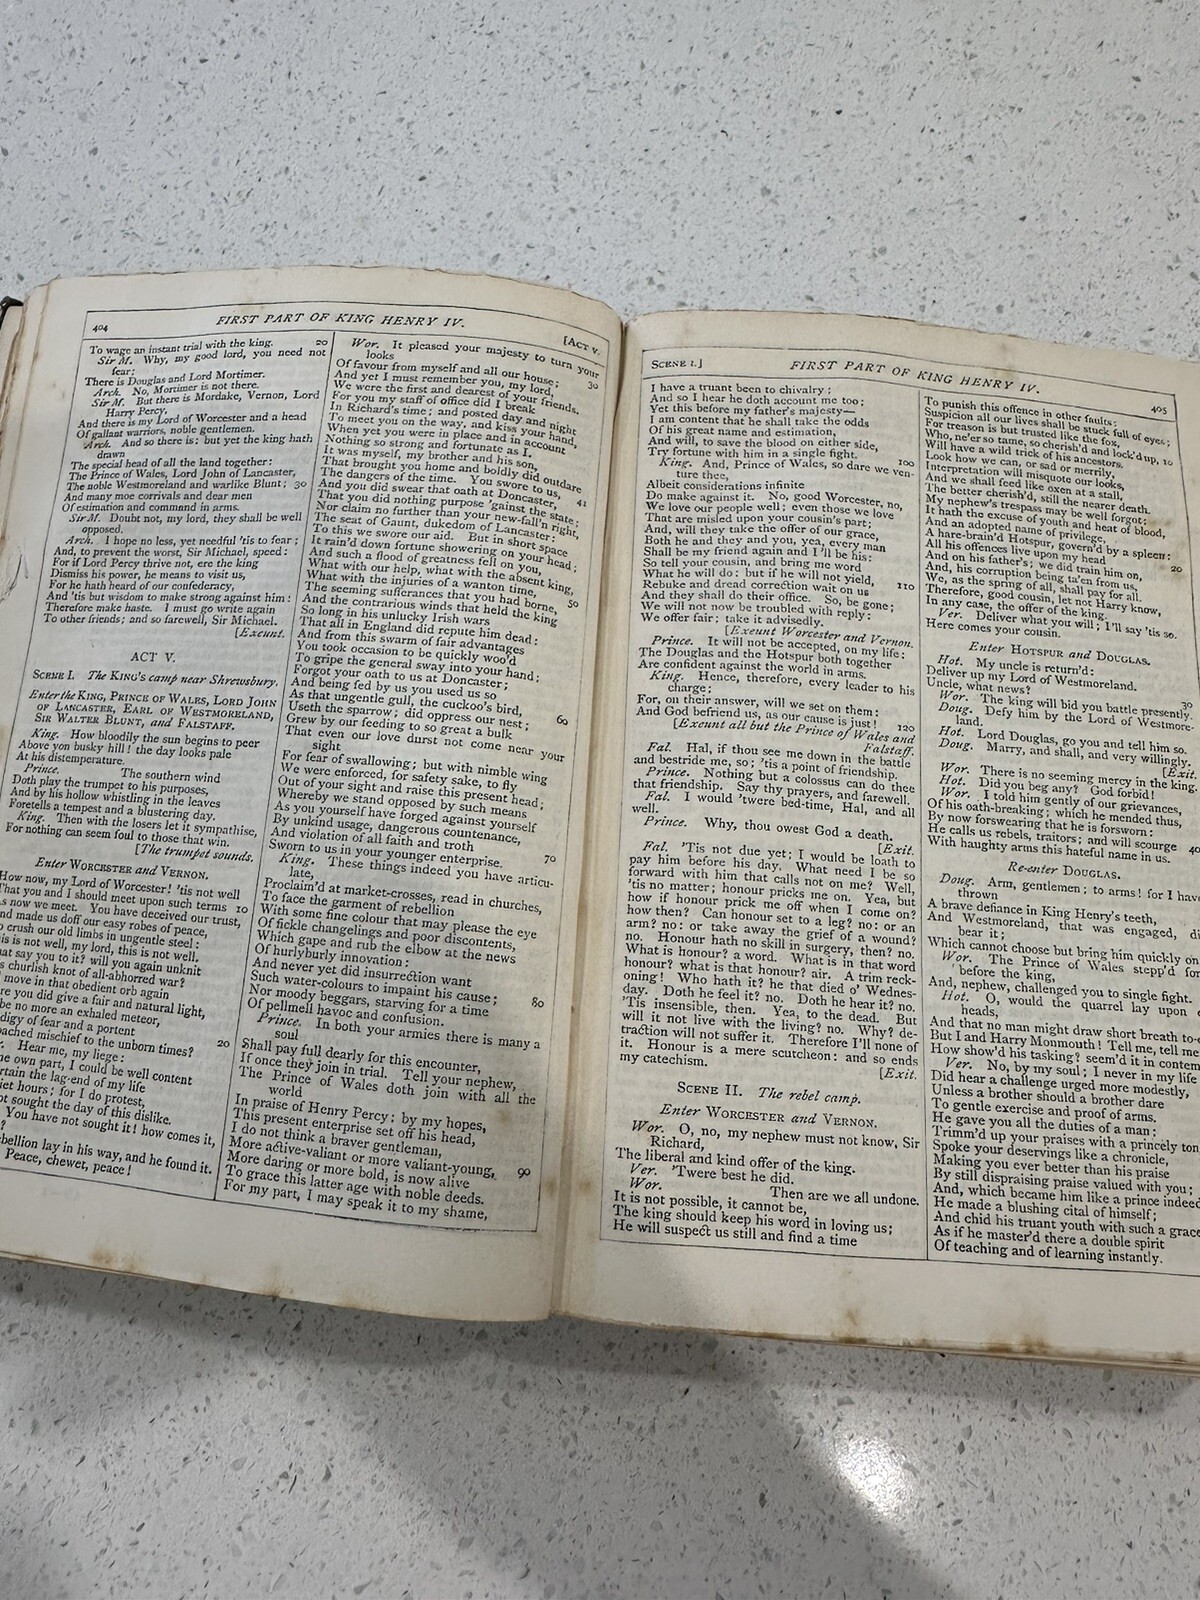 404
FIRST PART OF KING HENRY IV.
[ACT V.
To wage an instant trial with the king. 20
Sir M. Why, my good lord, you need not
fear;
There is Douglas and Lord Mortimer.
Arch. No, Mortimer is not there.
Sir M. But there is Mordake, Vernon, Lord
Harry Percy,
And there is my Lord of Worcester and a head
Of gallant warriors, noble gentlemen.
Arch. And so there is: but yet the king hath
drawn
The special head of all the land together:
The Prince of Wales, Lord John of Lancaster,
The noble Westmoreland and warlike Blunt; 30
And many moe corrivals and dear men
Of estimation and command in arms.
Sir M. Doubt not, my lord, they shall be well
opposed.
Arch. I hope no less, yet needful 'tis to fear;
And, to prevent the worst, Sir Michael, speed:
For if Lord Percy thrive not, ere the king
Dismiss his power, he means to visit us,
For he hath heard of our confederacy,
And 'tis but wisdom to make strong against him:
Therefore make haste. I must go write again
To other friends; and so farewell, Sir Michael.
[Exeunt.
ACT V.
SCENE I. The KING'S camp near Shrewsbury.
Enter the KING, PRINCE OF WALES, LORD JOHN
OF LANCASTER, EARL OF WESTMORELAND,
SIR WALTER BLUNT, and FALSTAFF.
King. How bloodily the sun begins to peer
Above yon busky hill! the day looks pale
At his distemperature.
Prince. The southern wind
Doth play the trumpet to his purposes,
And by his hollow whistling in the leaves
Foretells a tempest and a blustering day.
King. Then with the losers let it sympathise,
For nothing can seem foul to those that win.
[The trumpet sounds.
Enter WORCESTER and VERNON.
How now, my Lord of Worcester! 'tis not well
That you and I should meet upon such terms 10
As now we meet. You have deceived our trust,
And made us doff our easy robes of peace,
To crush our old limbs in ungentle steel:
This is not well, my lord, this is not well.
What say you to it? will you again unknit
churlish knot of all-abhorred war?
move in that obedient orb again
you did give a fair and natural light,
be no more an exhaled meteor,
of fear and a portent
mischief to the unborn times? 20
Hear me, my liege:
own part, I could be well content
the lag-end of my life
hours; for I do protest,
sought the day of this dislike.
You have not sought it! how comes it,
lay in his way, and he found it.
Peace, chewet, peace!
Wor. It pleased your majesty to turn your
looks
Of favour from myself and all our house; 30
And yet I must remember you, my lord,
We were the first and dearest of your friends.
For you my staff of office did I break
In Richard's time; and posted day and night
To meet you on the way, and kiss your hand,
When yet you were in place and in account
Nothing so strong and fortunate as I.
It was myself, my brother and his son,
That brought you home and boldly did outdare
The dangers of the time. You swore to us,
And you did swear that oath at Doncaster, 41
That you did nothing purpose 'gainst the state;
Nor claim no further than your new-fall'n right,
The seat of Gaunt, dukedom of Lancaster:
To this we swore our aid. But in short space
It rain'd down fortune showering on your head;
And such a flood of greatness fell on you,
What with our help, what with the absent king,
What with the injuries of a wanton time,
The seeming sufferances that you had borne, 50
And the contrarious winds that held the king
So long in his unlucky Irish wars
That all in England did repute him dead:
And from this swarm of fair advantages
You took occasion to be quickly woo'd
To gripe the general sway into your hand;
Forgot your oath to us at Doncaster;
And being fed by us you used us so
As that ungentle gull, the cuckoo's bird,
Useth the sparrow; did oppress our nest; 60
Grew by our feeding to so great a bulk
That even our love durst not come near your
sight
For fear of swallowing; but with nimble wing
We were enforced, for safety sake, to fly
Out of your sight and raise this present head;
Whereby we stand opposed by such means
As you yourself have forged against yourself
By unkind usage, dangerous countenance,
And violation of all faith and troth
Sworn to us in your younger enterprise. 70
King. These things indeed you have articu-
late,
Proclaim'd at market-crosses, read in churches,
To face the garment of rebellion
With some fine colour that may please the eye
Of fickle changelings and poor discontents,
Which gape and rub the elbow at the news
Of hurlyburly innovation:
And never yet did insurrection want
Such water-colours to impaint his cause; 80
Nor moody beggars, starving for a time
Of pellmell havoc and confusion.
Prince. In both your armies there is many a
soul
Shall pay full dearly for this encounter,
If once they join in trial. Tell your nephew,
The Prince of Wales doth join with all the
world
In praise of Henry Percy: by my hopes,
This present enterprise set off his head,
I do not think a braver gentleman,
More active-valiant or more valiant-young, 90
More daring or more bold, is now alive
To grace this latter age with noble deeds.
For my part, I may speak it to my shame,
SCENE I.]
FIRST PART OF KING HENRY IV.
405
I have a truant been to chivalry;
And so I hear he doth account me too:
Yet this before my father's majesty—
I am content that he shall take the odds
Of his great name and estimation,
And will, to save the blood on either side,
Try fortune with him in a single fight. 100
King. And, Prince of Wales, so dare we ven-
ture thee,
Albeit considerations infinite
Do make against it. No, good Worcester, no,
We love our people well; even those we love
That are misled upon your cousin's part;
And, will they take the offer of our grace,
Both he and they and you, yea, every man
Shall be my friend again and I'll be his:
So tell your cousin, and bring me word
What he will do: but if he will not yield, 110
Rebuke and dread correction wait on us
And they shall do their office. So, be gone;
We will not now be troubled with reply:
We offer fair; take it advisedly.
[Exeunt Worcester and Vernon.
Prince. It will not be accepted, on my life:
The Douglas and the Hotspur both together
Are confident against the world in arms.
King. Hence, therefore, every leader to his
charge;
For, on their answer, will we set on them:
And God befriend us, as our cause is just! 120
[Exeunt all but the Prince of Wales and
Falstaff.
Fal. Hal, if thou see me down in the battle
and bestride me, so; 'tis a point of friendship.
Prince. Nothing but a colossus can do thee
that friendship. Say thy prayers, and farewell.
Fal. I would 'twere bed-time, Hal, and all
well.
Prince. Why, thou owest God a death.
[Exit.
Fal. 'Tis not due yet; I would be loath to
pay him before his day. What need I be so
forward with him that calls not on me? Well,
'tis no matter; honour pricks me on. Yea, but
how if honour prick me off when I come on?
how then? Can honour set to a leg? no: or an
arm? no: or take away the grief of a wound?
no. Honour hath no skill in surgery, then? no.
What is honour? a word. What is in that word
honour? what is that honour? air. A trim reck-
oning! Who hath it? he that died o' Wednes-
day. Doth he feel it? no. Doth he hear it? no.
'Tis insensible, then. Yea, to the dead. But
will it not live with the living? no. Why? de-
traction will not suffer it. Therefore I'll none of
it. Honour is a mere scutcheon: and so ends
my catechism. [Exit.
SCENE II. The rebel camp.
Enter WORCESTER and VERNON.
Wor. O, no, my nephew must not know, Sir
Richard,
The liberal and kind offer of the king.
Ver. 'Twere best he did.
Wor. Then are we all undone.
It is not possible, it cannot be,
The king should keep his word in loving us;
He will suspect us still and find a time
To punish this offence in other faults:
Suspicion all our lives shall be stuck full of eyes;
For treason is but trusted like the fox,
Who, ne'er so tame, so cherish'd and lock'd up, 10
Will have a wild trick of his ancestors.
Look how we can, or sad or merrily,
Interpretation will misquote our looks,
And we shall feed like oxen at a stall,
The better cherish'd, still the nearer death.
My nephew's trespass may be well forgot:
It hath the excuse of youth and heat of blood,
And an adopted name of privilege,
A hare-brain'd Hotspur, govern'd by a spleen:
All his offences live upon my head 20
And on his father's; we did train him on,
And, his corruption being ta'en from us,
We, as the spring of all, shall pay for all.
Therefore, good cousin, let not Harry know,
In any case, the offer of the king.
Ver. Deliver what you will; I'll say 'tis so.
Here comes your cousin.
Enter HOTSPUR and DOUGLAS.
Hot. My uncle is return'd:
Deliver up my Lord of Westmoreland.
Uncle, what news? 30
Wor. The king will bid you battle presently.
Doug. Defy him by the Lord of Westmore-
land.
Hot. Lord Douglas, go you and tell him so.
Doug. Marry, and shall, and very willingly.
[Exit.
Wor. There is no seeming mercy in the king.
Hot. Did you beg any? God forbid!
Wor. I told him gently of our grievances,
Of his oath-breaking; which he mended thus,
By now forswearing that he is forsworn:
He calls us rebels, traitors; and will scourge 40
With haughty arms this hateful name in us.
Re-enter DOUGLAS.
Doug. Arm, gentlemen; to arms! for I have
thrown
A brave defiance in King Henry's teeth,
And Westmoreland, that was engaged, di
bear it;
Which cannot choose but bring him quickly on
Wor. The Prince of Wales stepp'd for
before the king,
And, nephew, challenged you to single fight.
Hot. O, would the quarrel lay upon
heads,
And that no man might draw short breath to-
But I and Harry Monmouth! Tell me, tell me
How show'd his tasking? seem'd it in contem
Ver. No, by my soul; I never in my life
Did hear a challenge urged more modestly,
Unless a brother should a brother dare
To gentle exercise and proof of arms.
He gave you all the duties of a man;
Trimm'd up your praises with a princely ton
Spoke your deservings like a chronicle,
Making you ever better than his praise
By still dispraising praise valued with you;
And, which became him like a prince indeed
He made a blushing cital of himself;
And chid his truant youth with such a grace
As if he master'd there a double spirit
Of teaching and of learning instantly.